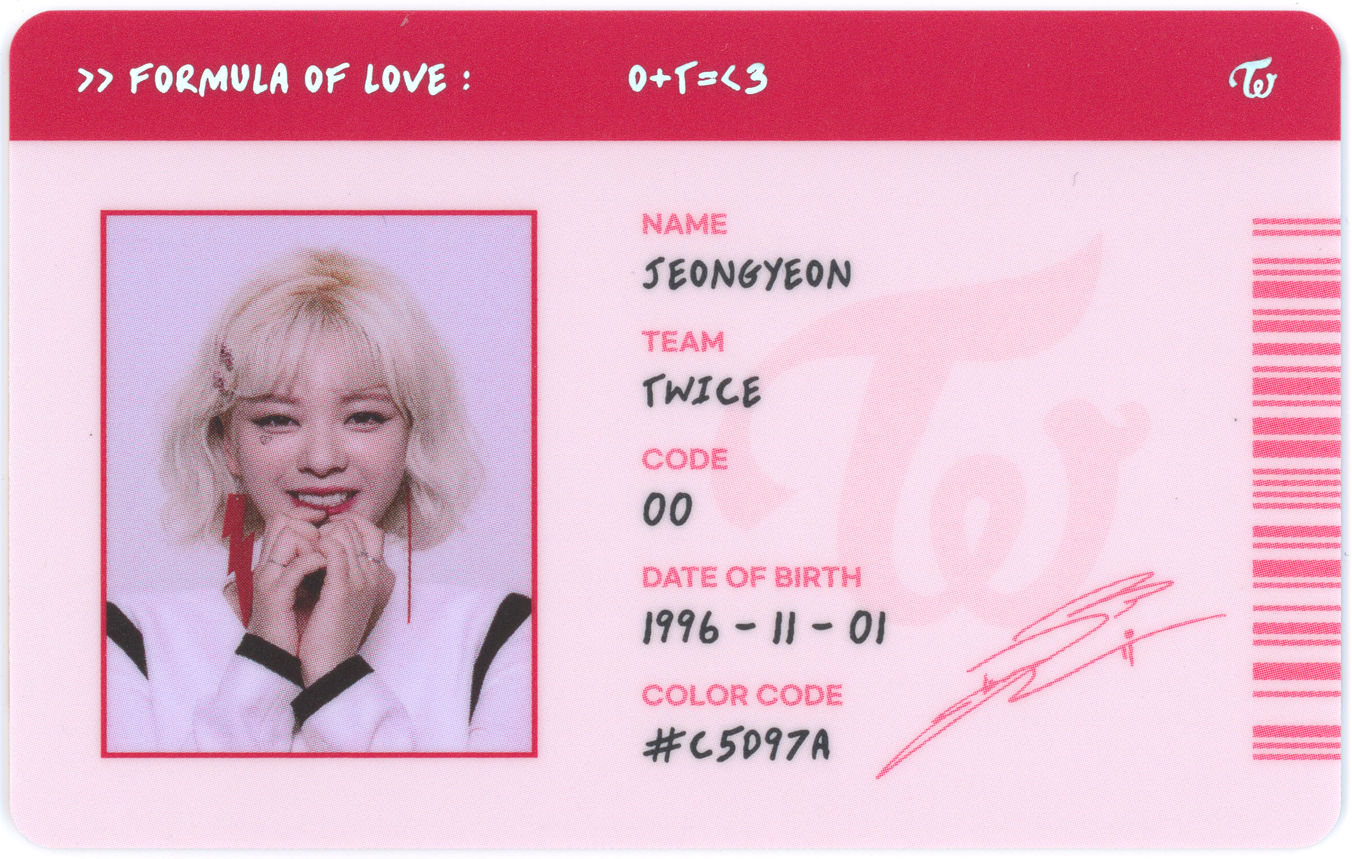 >> FORMULA OF LOVE : O+T=<3 TW
NAME
JEONGYEON
TEAM
TWICE
CODE
00
DATE OF BIRTH
1996 - 11 - 01
COLOR CODE
#C5D97A